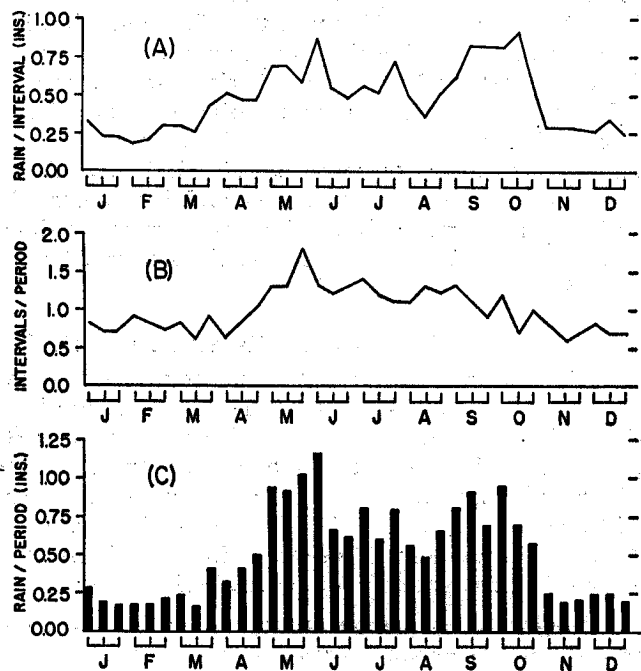 RAIN / INTERVAL (INS.)
1.00
0.75
0.50
0.25
0.00
(A)
J F M A M J J A S O N D
INTERVALS / PERIOD
2.0
1.5
1.0
0.5
0.0
(B)
J F M A M J J A S O N D
RAIN / PERIOD (INS.)
1.25
1.00
0.75
0.50
0.25
0.00
(C)
J F M A M J J A S O N D